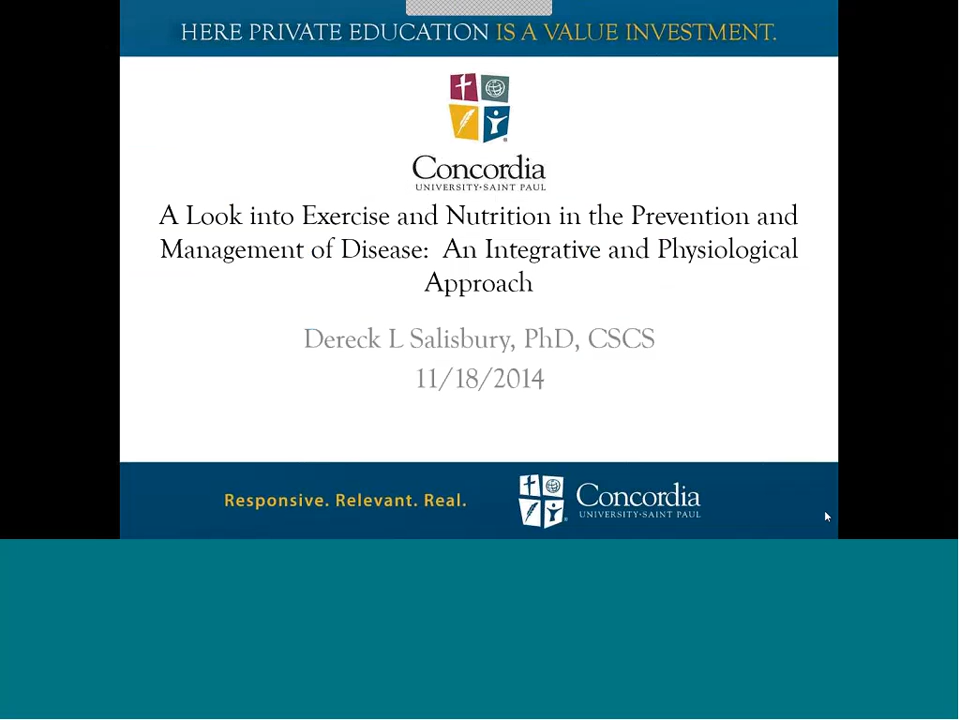 HERE PRIVATE EDUCATION IS A VALUE INVESTMENT.
Concordia
UNIVERSITY·SAINT PAUL
A Look into Exercise and Nutrition in the Prevention and
Management of Disease: An Integrative and Physiological
Approach
Dereck L Salisbury, PhD, CSCS
11/18/2014
Responsive. Relevant. Real.
Concordia
UNIVERSITY·SAINT PAUL